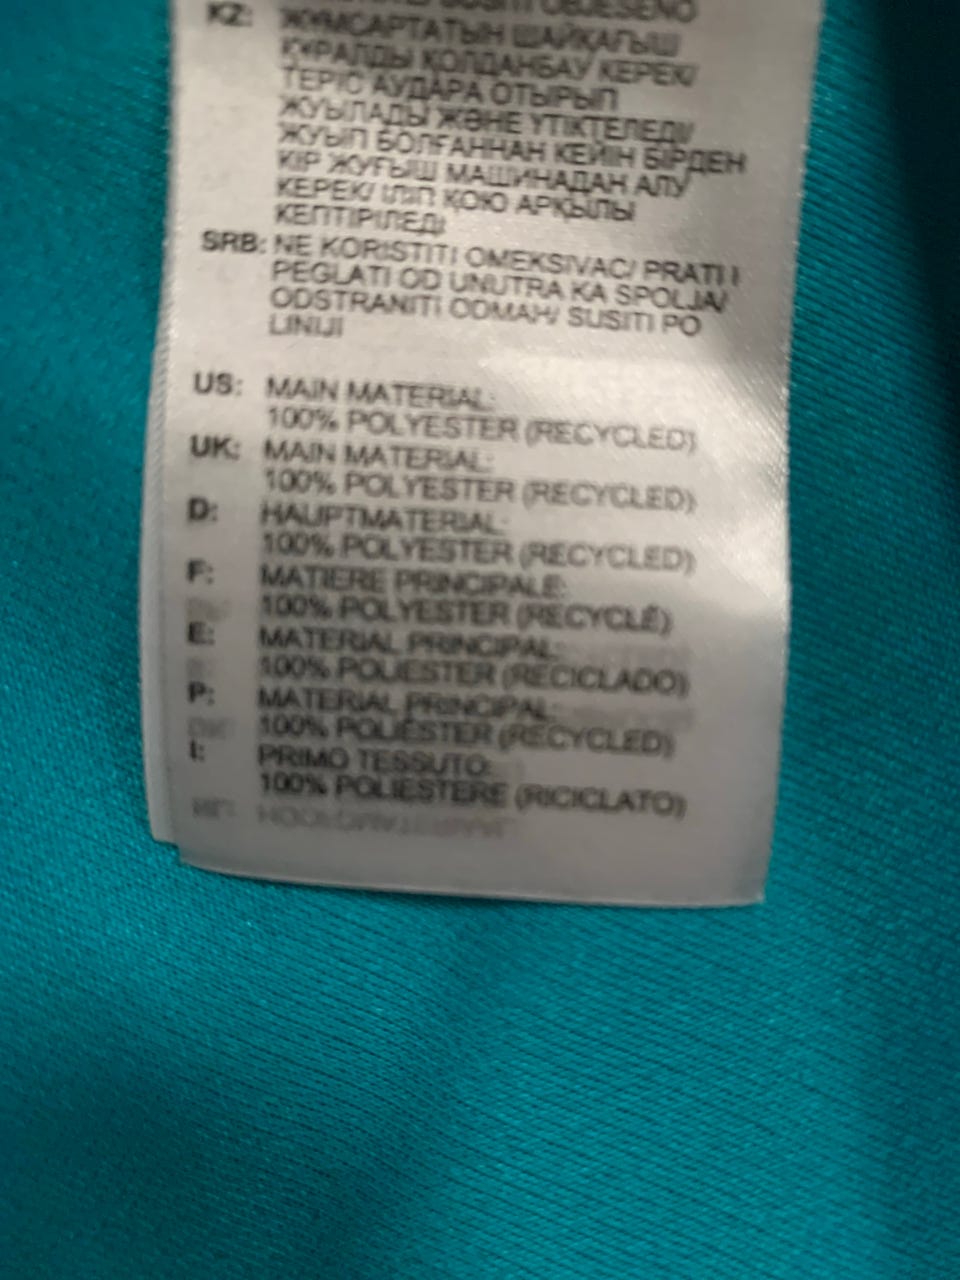 KZ: ЖҰМСАРТАТЫН ШАЙҚАҒЫШ
ҚҰРАЛДЫ ҚОЛДАНБАУ КЕРЕК/
ТЕРІС АУДАРА ОТЫРЫП
ЖУЫЛАДЫ ЖӘНЕ ҮТІКТЕЛЕДІ/
ЖУЫП БОЛҒАННАН КЕЙІН БІРДЕН
КІР ЖУҒЫШ МАШИНАДАН АЛУ
КЕРЕК/ ІЛІП ҚОЮ АРҚЫЛЫ
КЕПТІРІЛЕДІ
SRB: NE KORISTITI OMEKSIVAC/ PRATI I
PEGLATI OD UNUTRA KA SPOLJA/
ODSTRANITI ODMAH/ SUSITI PO
LINIJI
US: MAIN MATERIAL:
100% POLYESTER (RECYCLED)
UK: MAIN MATERIAL:
100% POLYESTER (RECYCLED)
D: HAUPTMATERIAL:
100% POLYESTER (RECYCLED)
F: MATIERE PRINCIPALE:
100% POLYESTER (RECYCLÉ)
E: MATERIAL PRINCIPAL:
100% POLIESTER (RECICLADO)
P: MATERIAL PRINCIPAL:
100% POLIÉSTER (RECYCLED)
I: PRIMO TESSUTO:
100% POLIESTERE (RICICLATO)